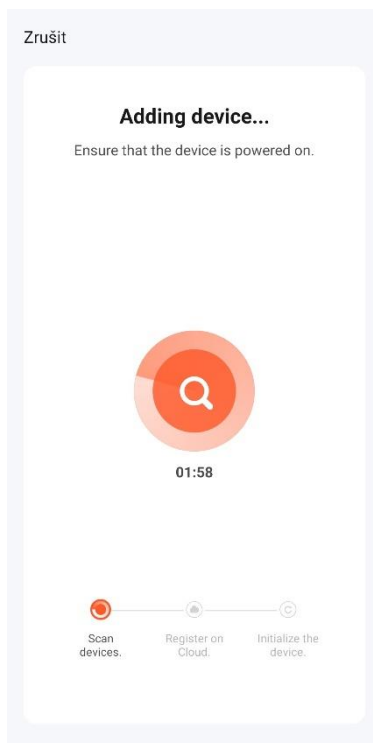 Zrušit
Adding device...
Ensure that the device is powered on.
01:58
Scan
devices.
Register on
Cloud.
Initialize the
device.